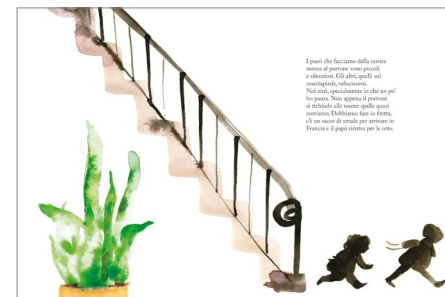 I passi che facciamo dalla nostra
stanza al portone sono piccoli
e silenziosi. Gli altri, quelli sul
marciapiede, velocissimi.
Noi zitti, specialmente io che un po'
ho paura. Non appena il portone
si richiude alle nostre spalle quasi
corriamo. Dobbiamo fare in fretta,
c'è un sacco di strada per arrivare in
Francia e il papà rientra per le otto.